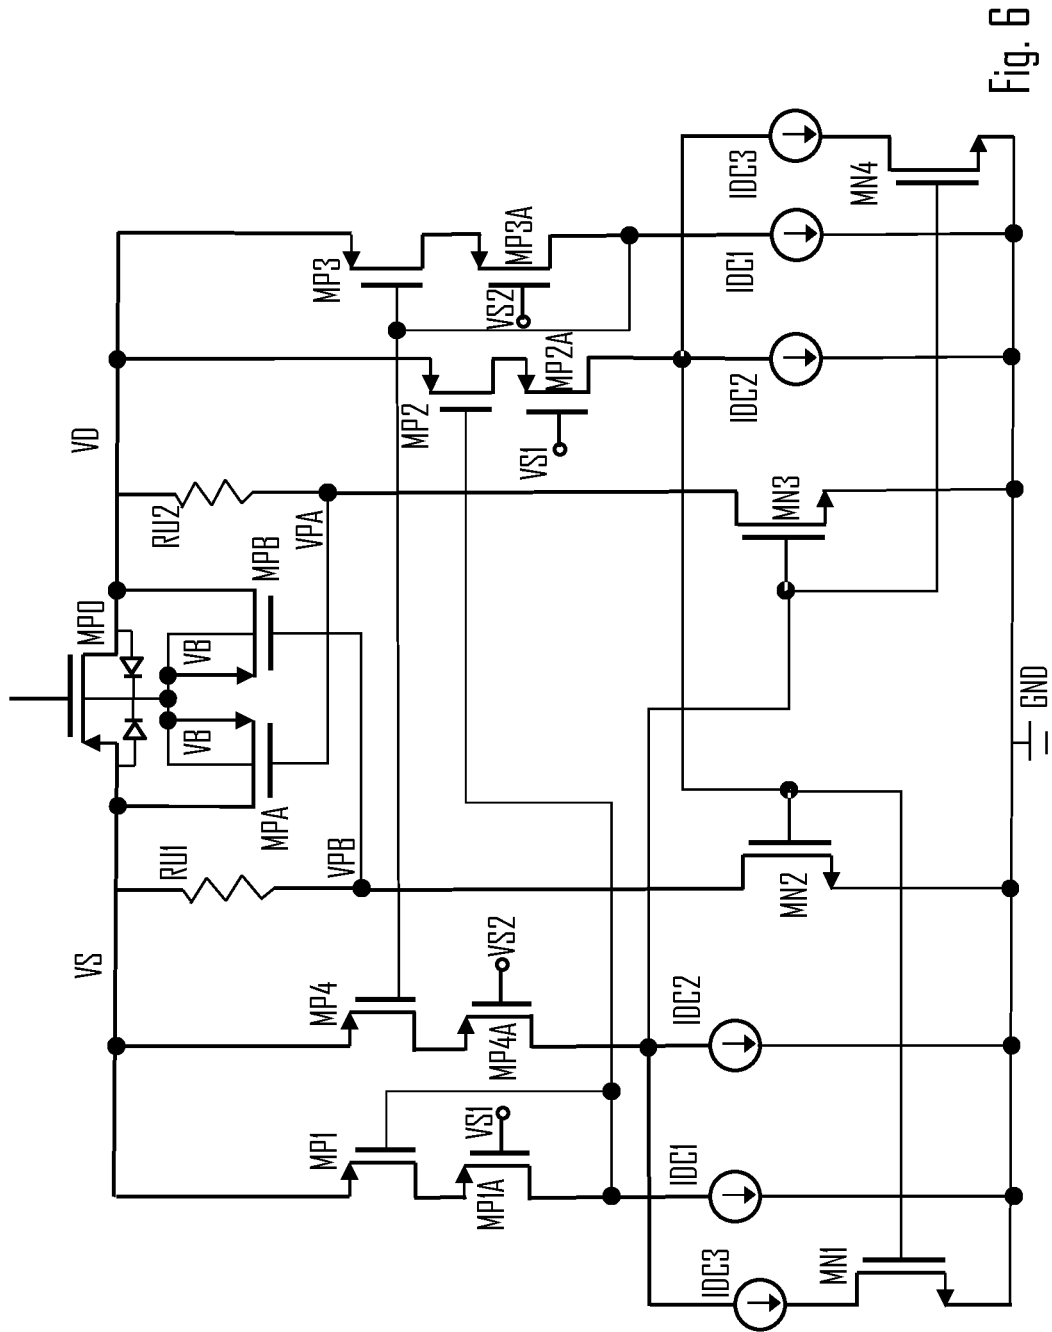 VS
VD
MP0
RU1
VB
VB
RU2
MPA
MPB
VPB
VPA
MP1
MP4
MP2
MP3
VS1
VS2
VS1
VS2
MP1A
MP4A
MP2A
MP3A
IDC3
IDC1
IDC2
IDC2
IDC1
IDC3
MN1
MN2
MN3
MN4
GND
Fig. 6